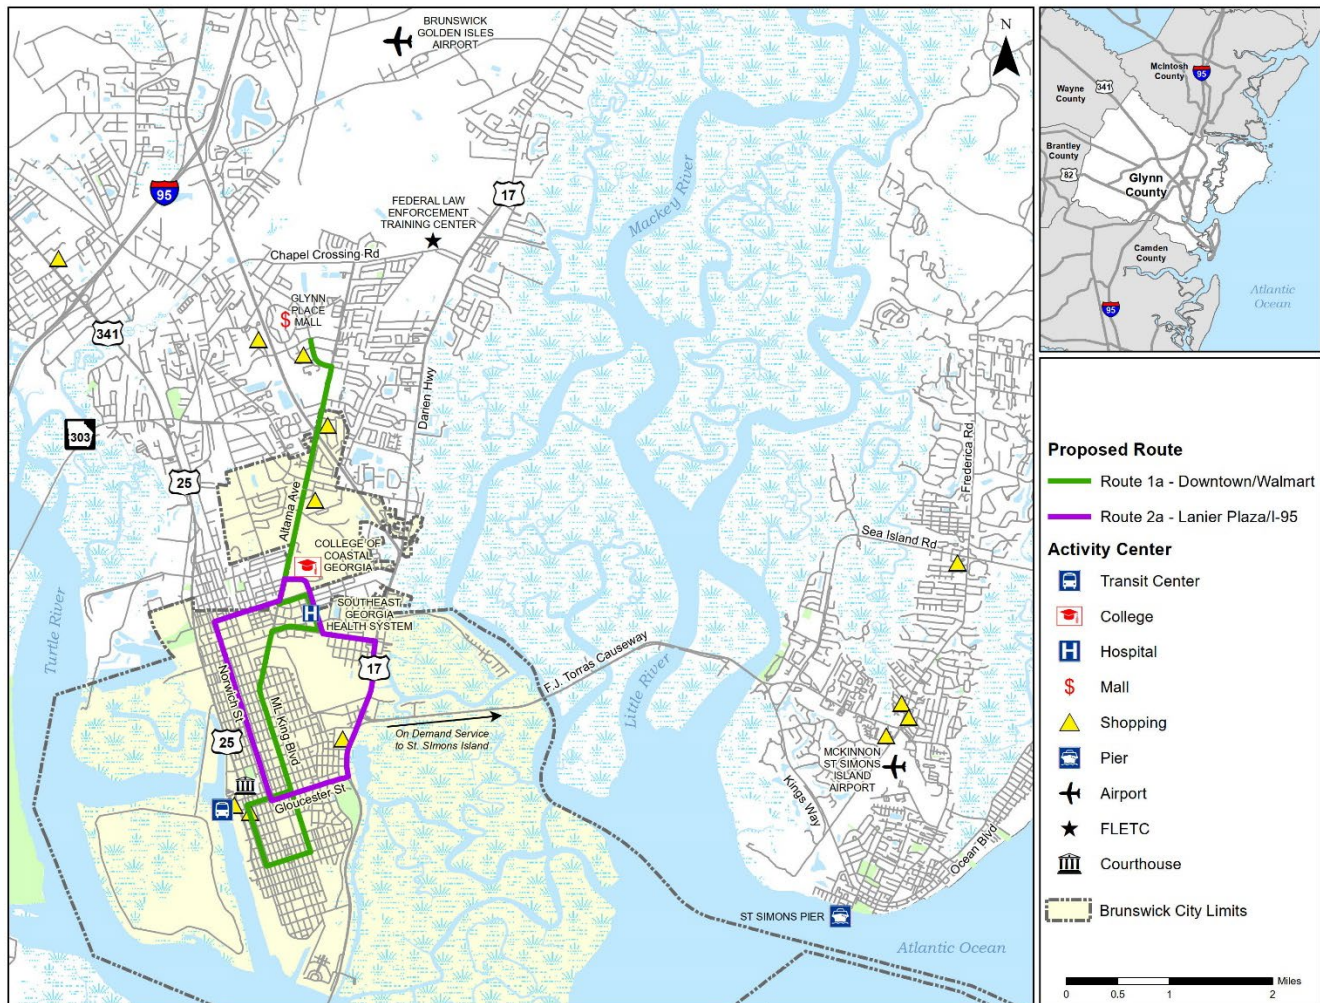 BRUNSWICK
GOLDEN ISLES
AIRPORT
N
95
17
FEDERAL LAW
ENFORCEMENT
TRAINING CENTER
Chapel Crossing Rd
Mackey River
GLYNN
PLACE
MALL
$
341
Darien Hwy
303
25
Altama Ave
Frederica Rd
Sea Island Rd
COLLEGE OF
COASTAL
GEORGIA
H
SOUTHEAST
GEORGIA
HEALTH SYSTEM
Turtle River
17
F.J. Torras Causeway
Little River
Norwich St
ML King Blvd
25
On Demand Service
to St. SImons Island
MCKINNON
ST SIMONS
ISLAND
AIRPORT
Gloucester St
Kings Way
Ocean Blvd
ST SIMONS PIER
Atlantic Ocean
McIntosh
County
95
Wayne
County
341
Brantley
County
82
Glynn
County
Camden
County
95
Atlantic
Ocean
Proposed Route
Route 1a - Downtown/Walmart
Route 2a - Lanier Plaza/I-95
Activity Center
Transit Center
College
H Hospital
$ Mall
Shopping
Pier
Airport
FLETC
Courthouse
Brunswick City Limits
Miles
0 0.5 1 2